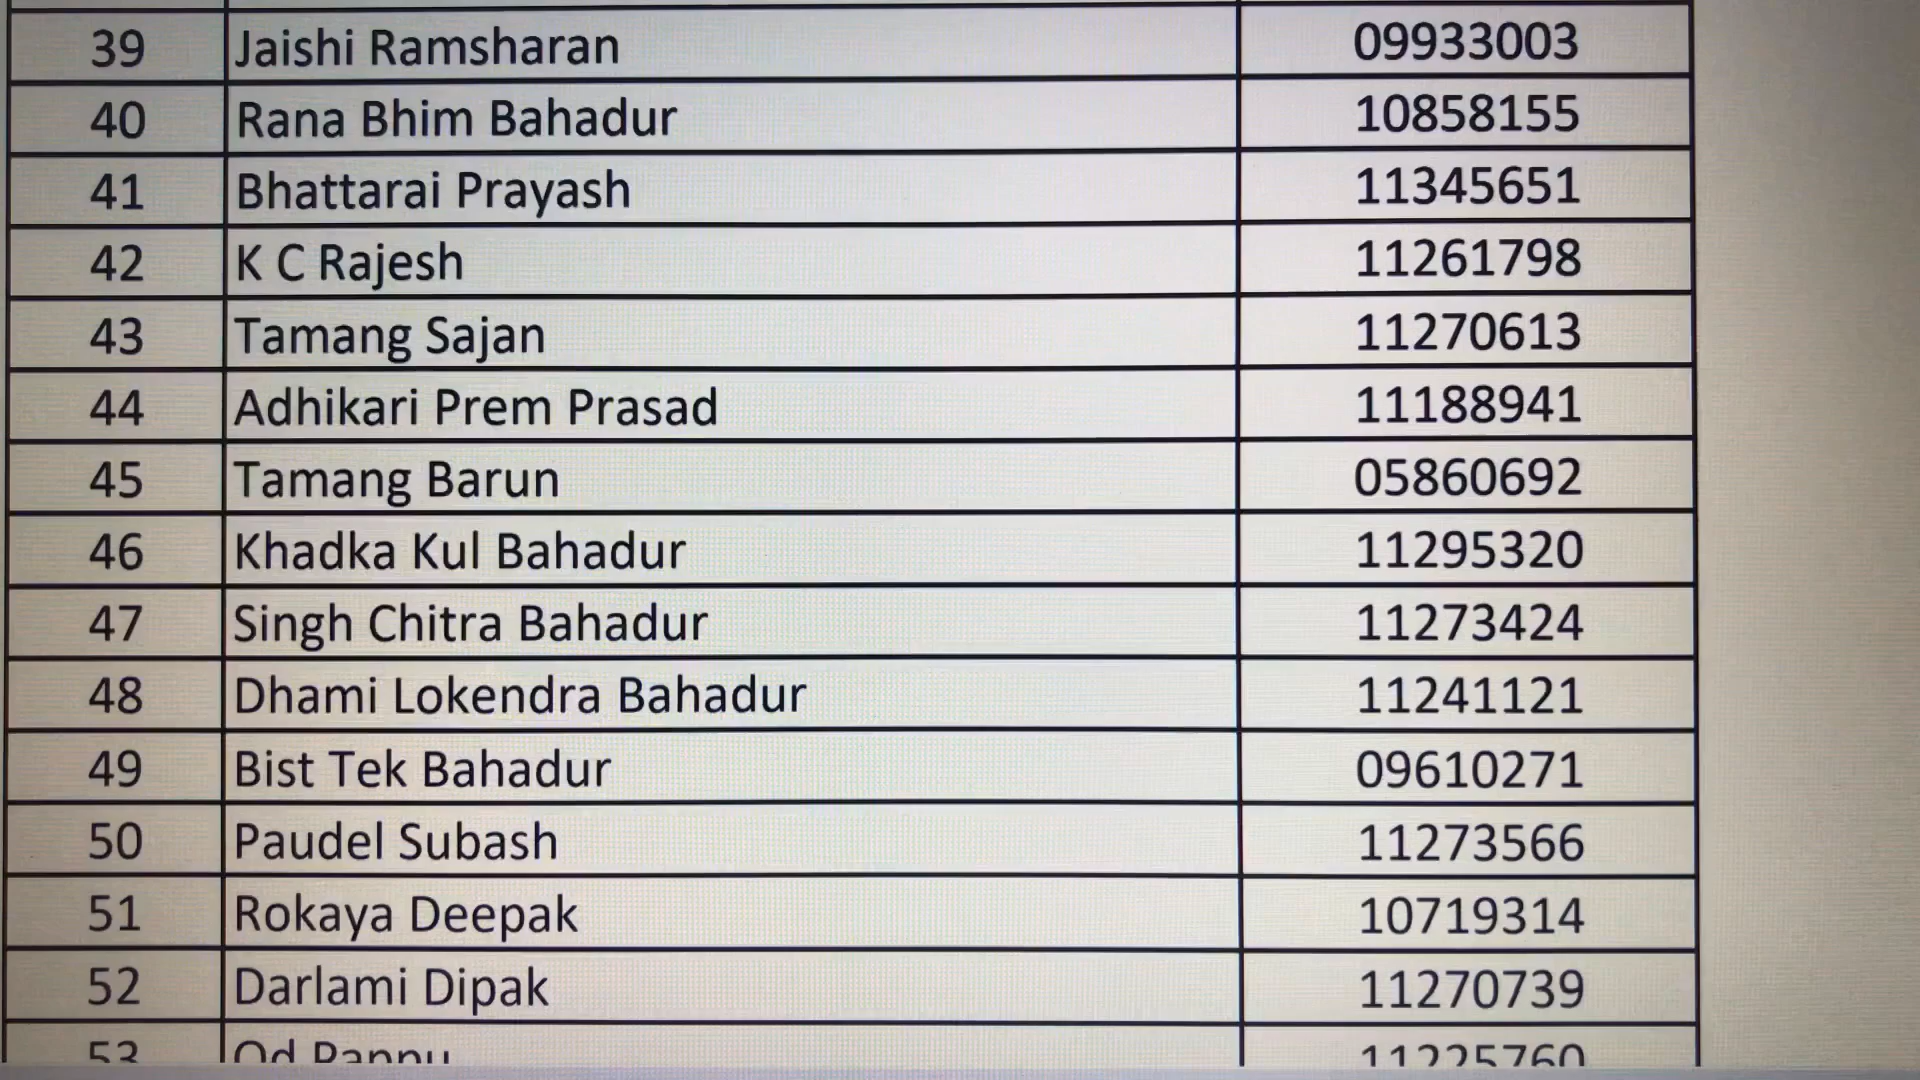 39 Jaishi Ramsharan 09933003
40 Rana Bhim Bahadur 10858155
41 Bhattarai Prayash 11345651
42 K C Rajesh 11261798
43 Tamang Sajan 11270613
44 Adhikari Prem Prasad 11188941
45 Tamang Barun 05860692
46 Khadka Kul Bahadur 11295320
47 Singh Chitra Bahadur 11273424
48 Dhami Lokendra Bahadur 11241121
49 Bist Tek Bahadur 09610271
50 Paudel Subash 11273566
51 Rokaya Deepak 10719314
52 Darlami Dipak 11270739
53 11225760